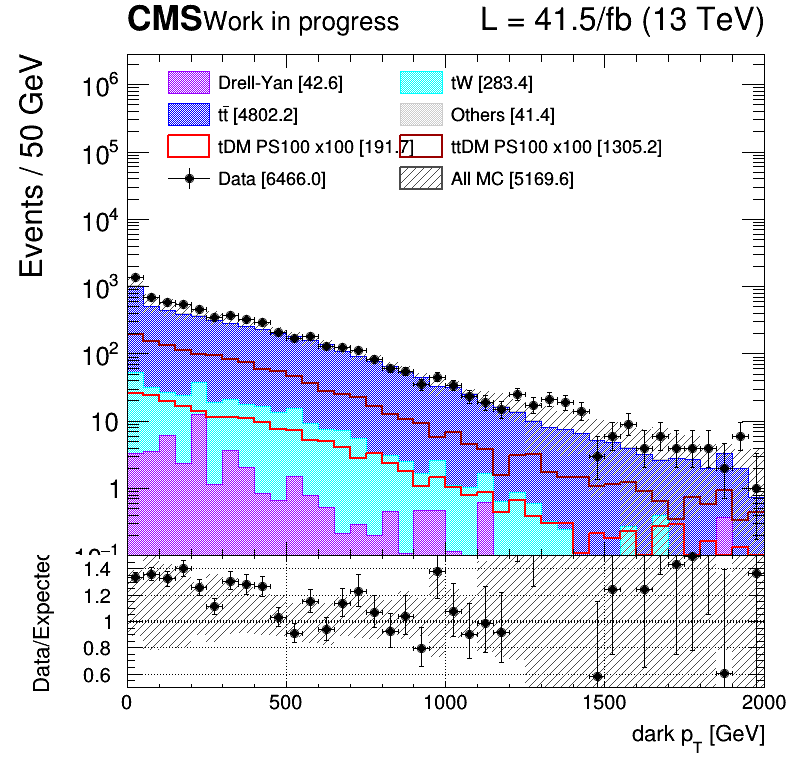 CMS Work in progress L = 41.5/fb (13 TeV)
Events / 50 GeV
Drell-Yan [42.6] tW [283.4]
tt̄ [4802.2] Others [41.4]
tDM PS100 x100 [191.7] ttDM PS100 x100 [1305.2]
Data [6466.0] All MC [5169.6]
10⁶
10⁵
10⁴
10³
10²
10
1
10⁻¹
Data/Expected
1.4
1.2
1
0.8
0.6
0 500 1000 1500 2000
dark p_T [GeV]